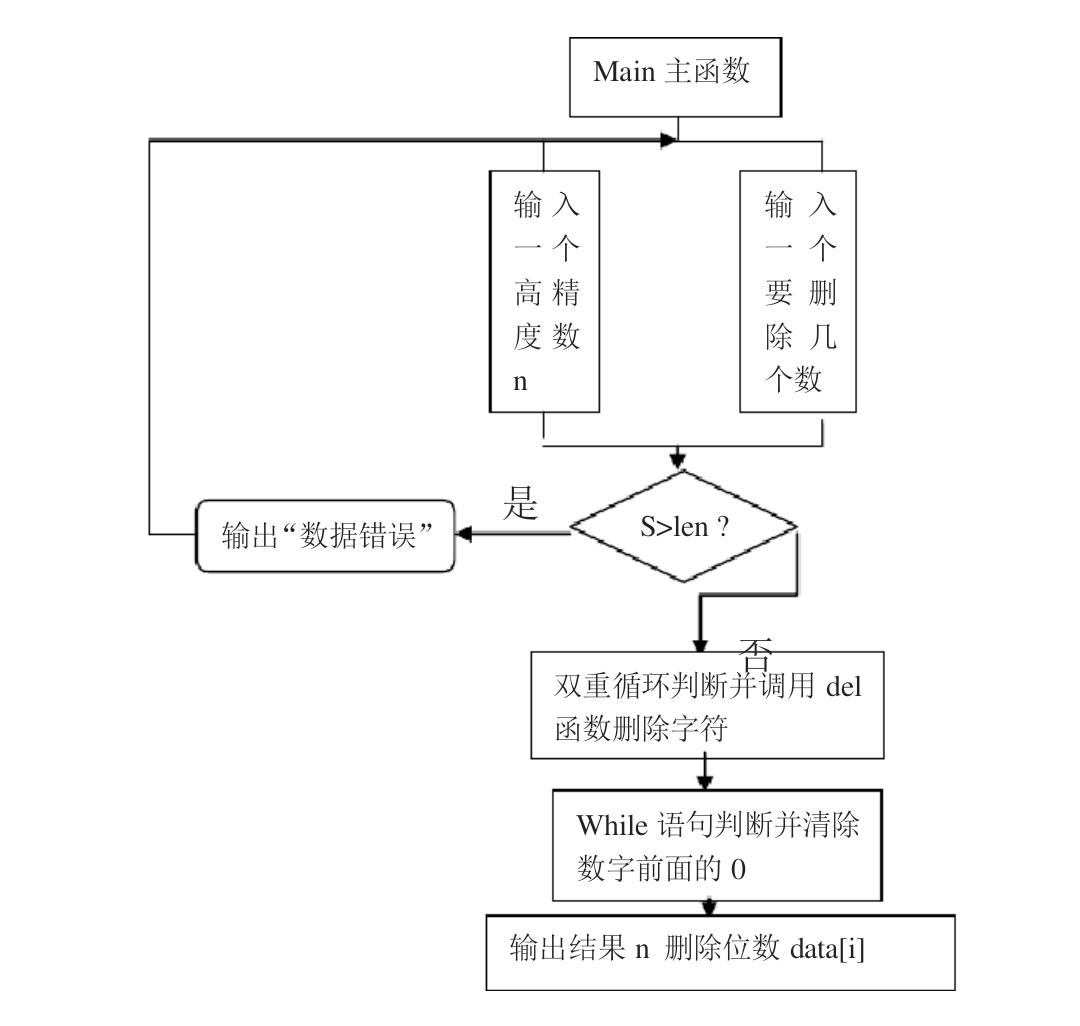 Main 主函数
输入
一个
高精
度数
n
输入
一个
要删
除几
个数
是
S>len ?
输出“数据错误”
否
双重循环判断并调用 del
函数删除字符
While 语句判断并清除
数字前面的 0
输出结果 n 删除位数 data[i]